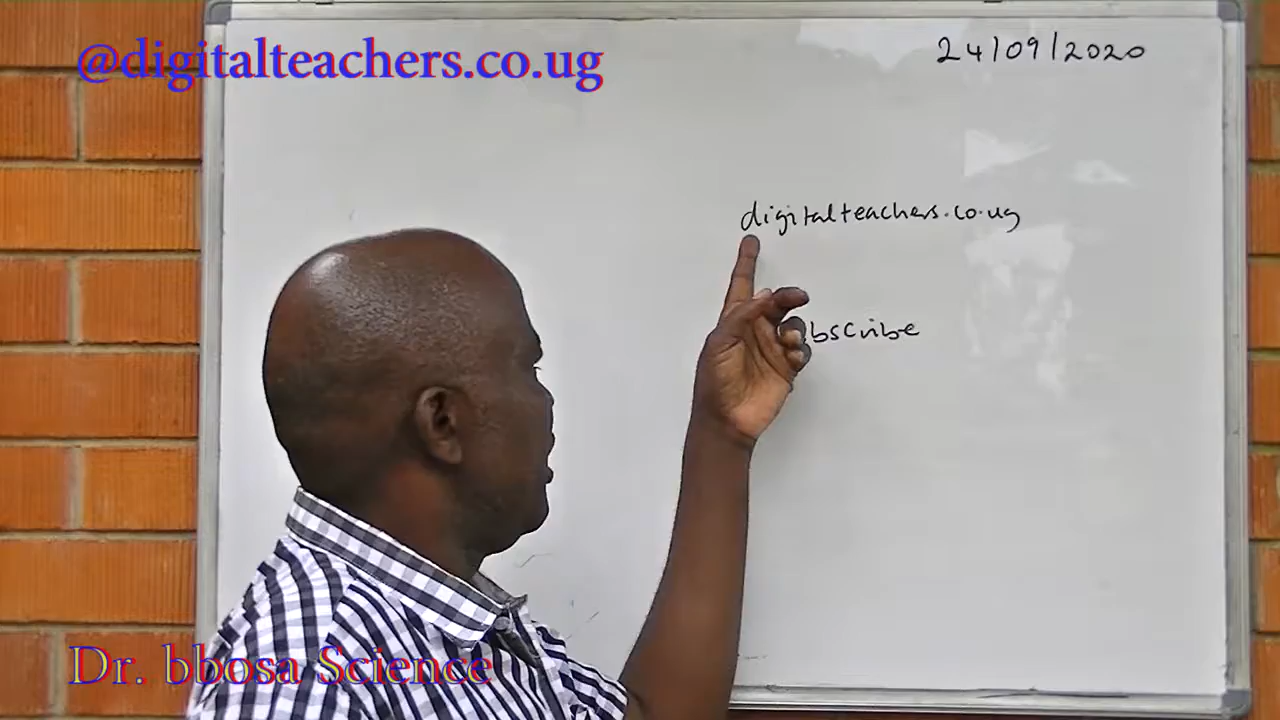 @digitalteachers.co.ug
24/09/2020
digitalteachers.co.ug
bscribe
Dr. bbosa Science